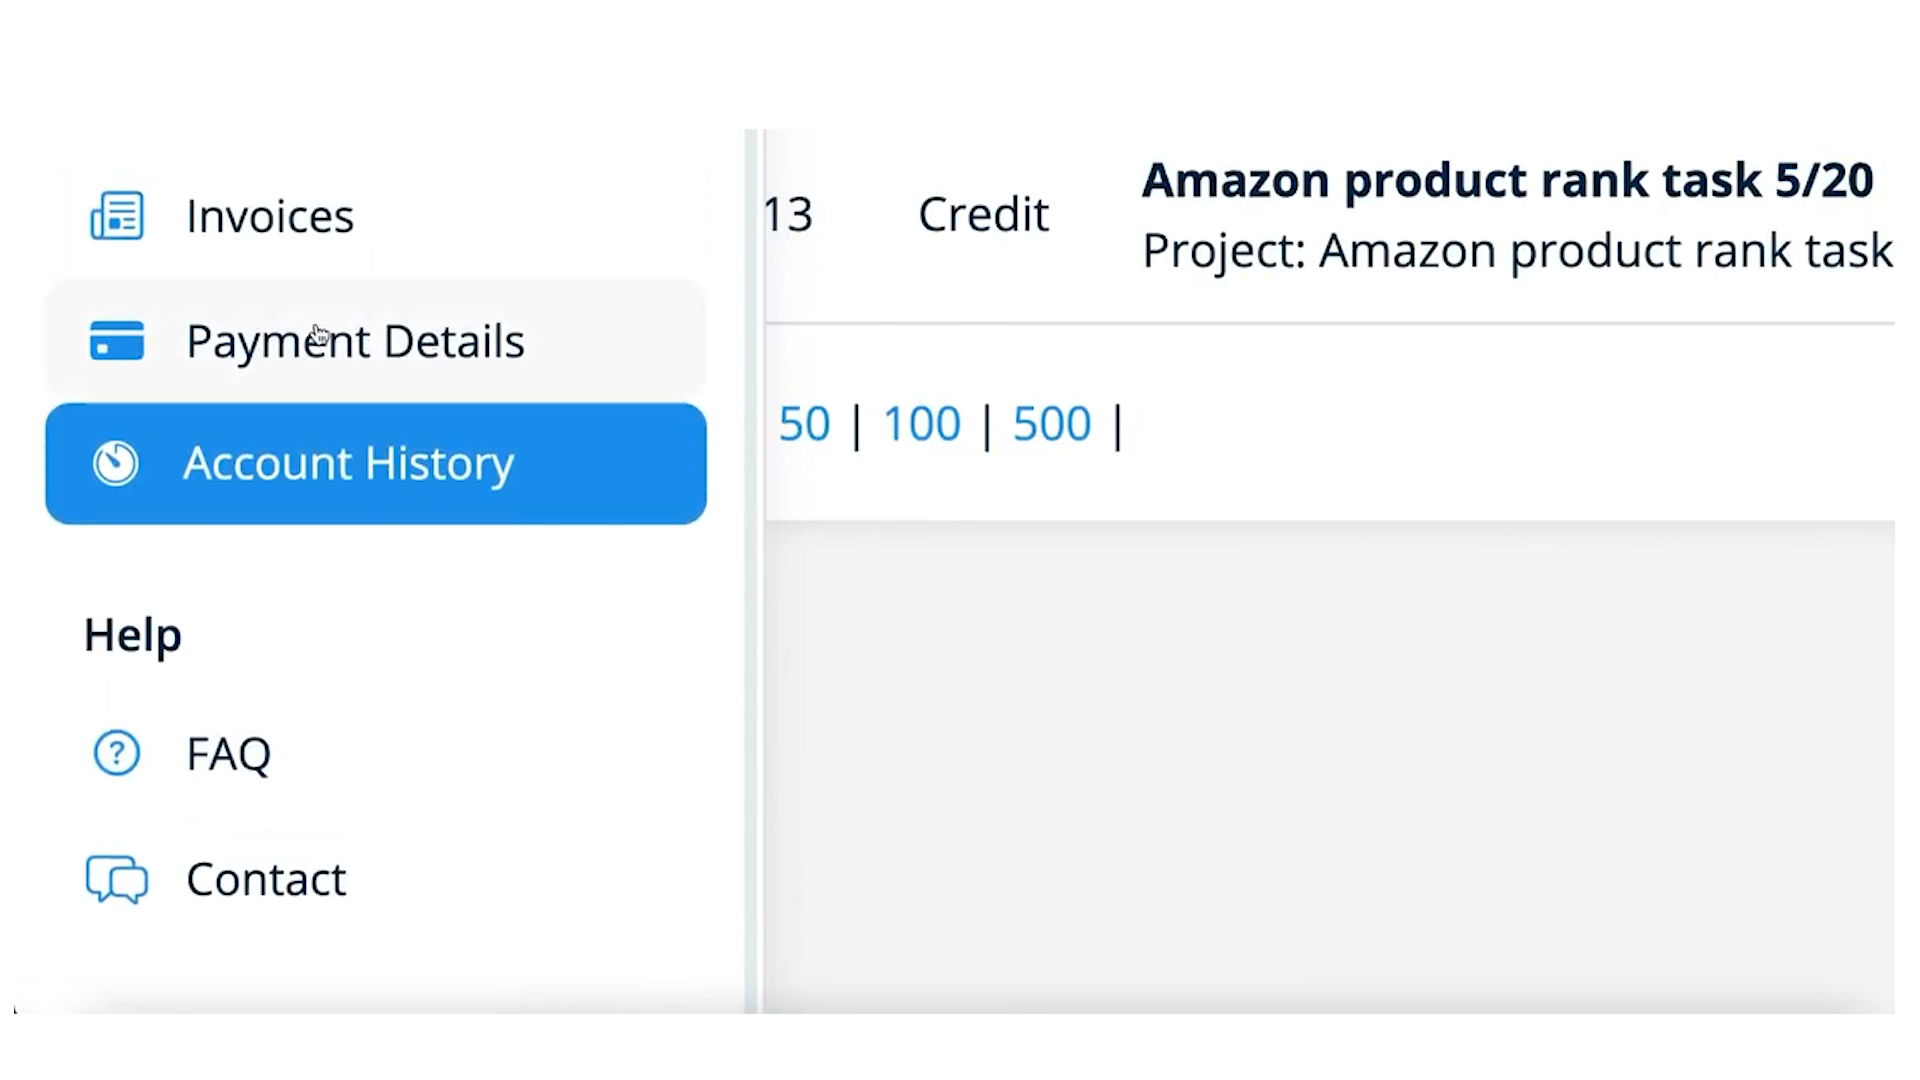 Invoices
Payment Details
Account History
Help
FAQ
Contact
13
Credit
Amazon product rank task 5/20
Project: Amazon product rank task
50 | 100 | 500 |